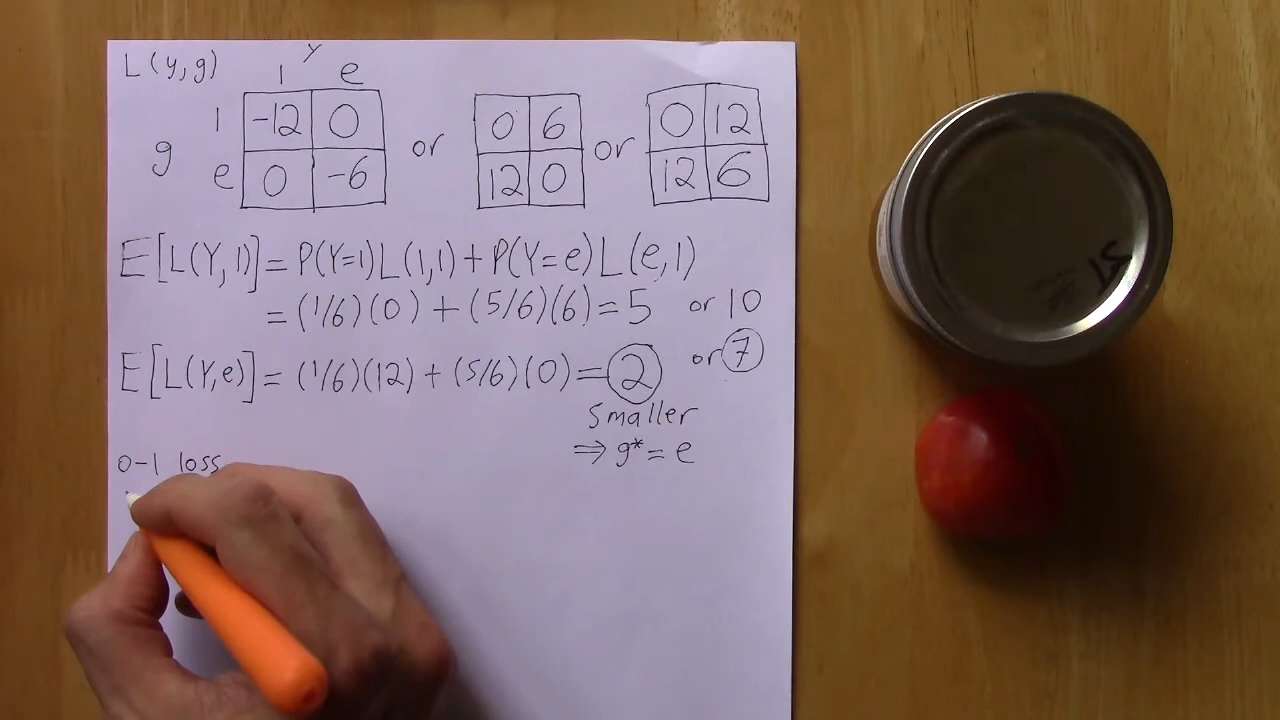 L(y,g) y
1 e
1 -12 0 0 6 0 12
g or or
e 0 -6 12 0 12 6
E[L(Y,1)] = P(Y=1)L(1,1) + P(Y=e)L(e,1)
= (1/6)(0) + (5/6)(6) = 5 or 10
E[L(Y,e)] = (1/6)(12) + (5/6)(0) = 2 or 7
smaller
⇒ g* = e
0-1 loss